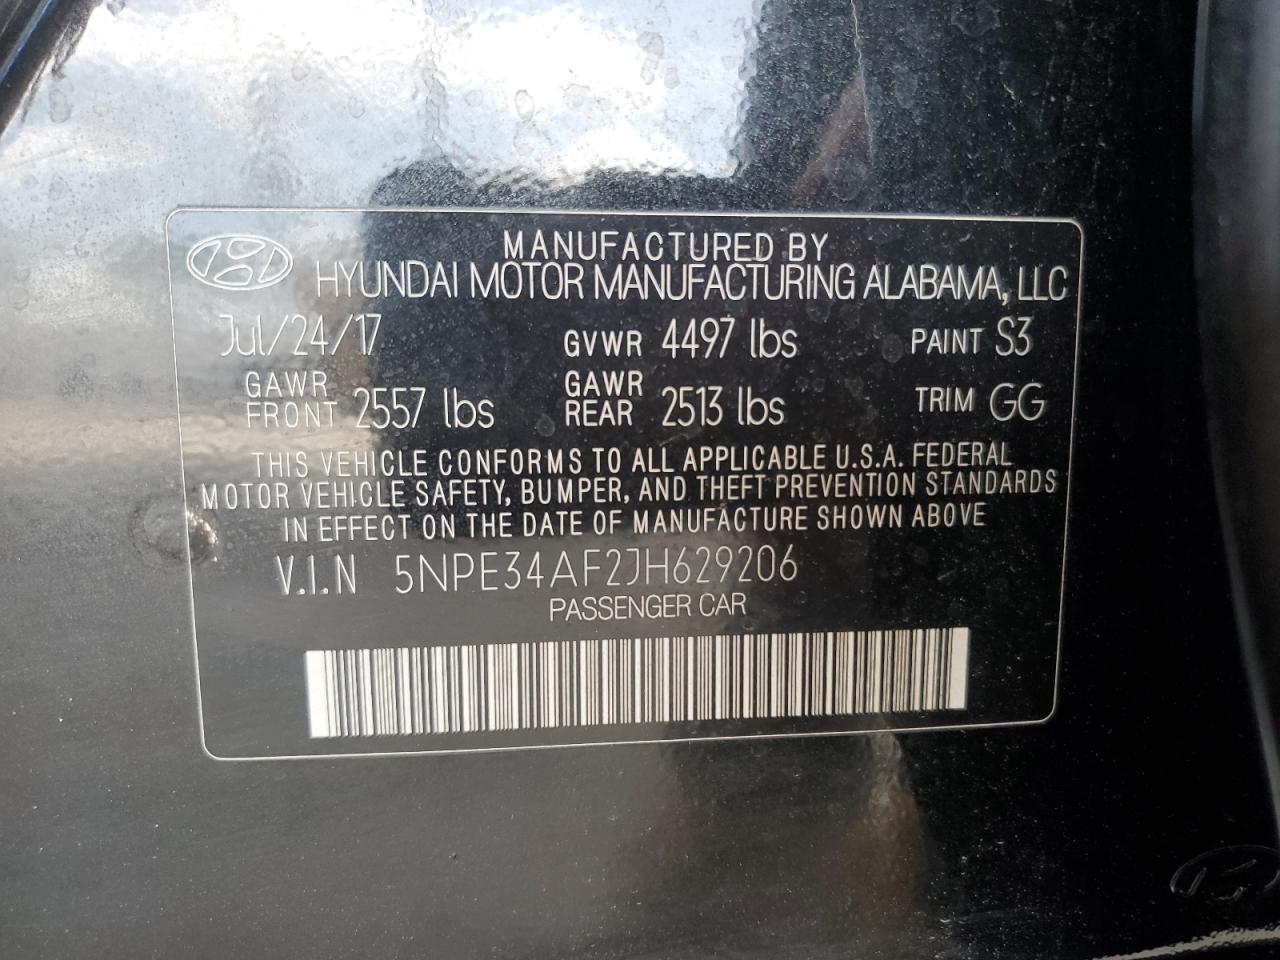 MANUFACTURED BY
HYUNDAI MOTOR MANUFACTURING ALABAMA, LLC
Jul/24/17 GVWR 4497 lbs PAINT S3
GAWR FRONT 2557 lbs GAWR REAR 2513 lbs TRIM GG
THIS VEHICLE CONFORMS TO ALL APPLICABLE U.S.A. FEDERAL
MOTOR VEHICLE SAFETY, BUMPER, AND THEFT PREVENTION STANDARDS
IN EFFECT ON THE DATE OF MANUFACTURE SHOWN ABOVE
V.I.N 5NPE34AF2JH629206
PASSENGER CAR